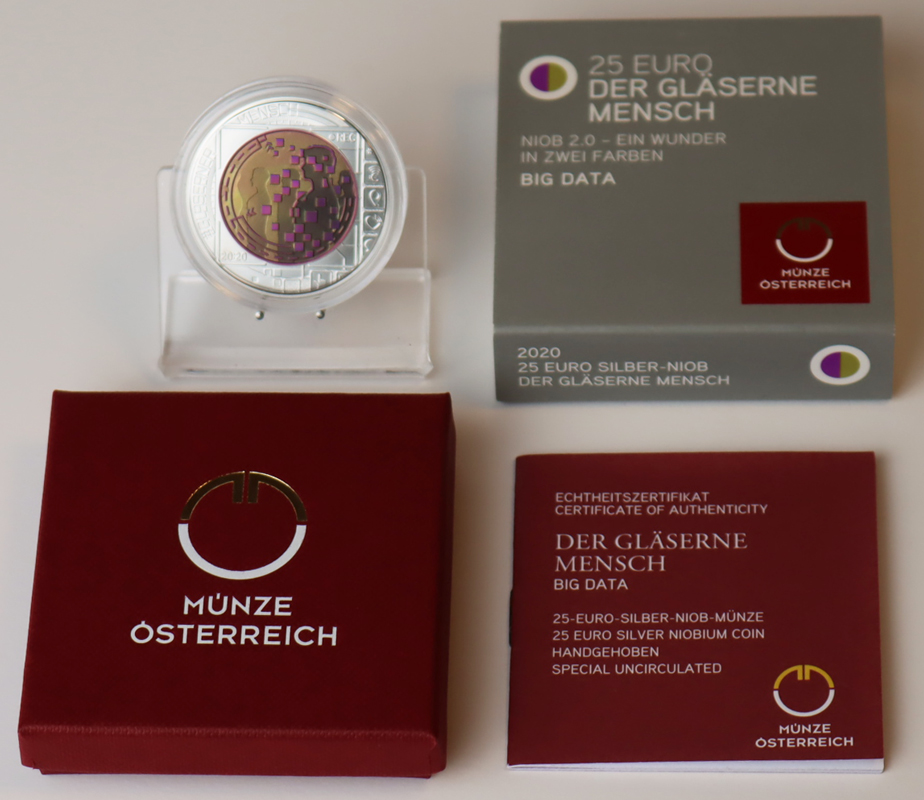 MENSCH
2020
25 EURO
DER GLÄSERNE
MENSCH
NIOB 2.0 – EIN WUNDER
IN ZWEI FARBEN
BIG DATA
MÜNZE
ÖSTERREICH
2020
25 EURO SILBER-NIOB
DER GLÄSERNE MENSCH
MÜNZE
ÖSTERREICH
ECHTHEITSZERTIFIKAT
CERTIFICATE OF AUTHENTICITY
DER GLÄSERNE
MENSCH
BIG DATA
25-EURO-SILBER-NIOB-MÜNZE
25 EURO SILVER NIOBIUM COIN
HANDGEHOBEN
SPECIAL UNCIRCULATED
MÜNZE
ÖSTERREICH